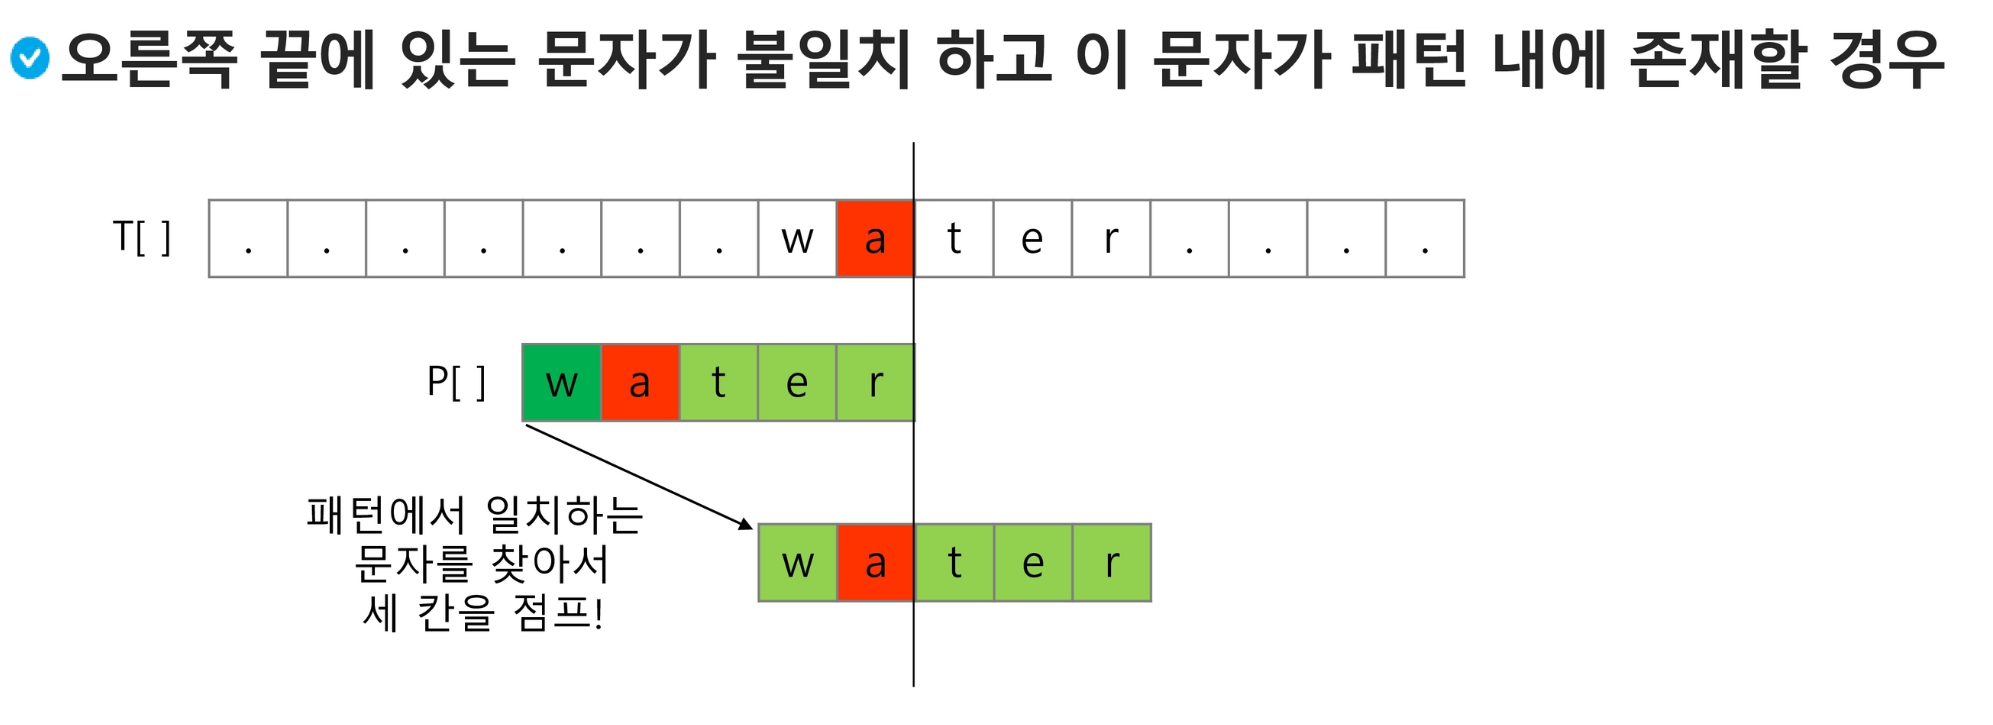 오른쪽 끝에 있는 문자가 불일치 하고 이 문자가 패턴 내에 존재할 경우
T[ ] . . . . . . . w a t e r . . . .
P[ ] w a t e r
패턴에서 일치하는
문자를 찾아서
세 칸을 점프!
w a t e r